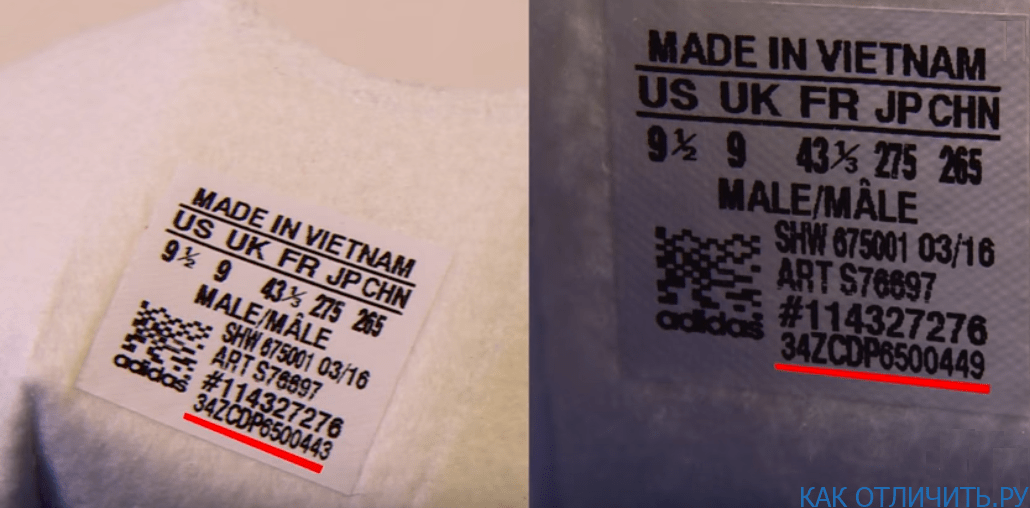 MADE IN VIETNAM
US UK FR JP CHN
9½ 9 43⅓ 275 265
MALE/MÂLE
SHW 675001 03/16
ART S76697
#114327276
34ZCDP6500443
adidas
MADE IN VIETNAM
US UK FR JP CHN
9½ 9 43⅓ 275 265
MALE/MÂLE
SHW 675001 03/16
ART S76697
#114327276
34ZCDP6500449
adidas
КАК ОТЛИЧИТЬ.РУ